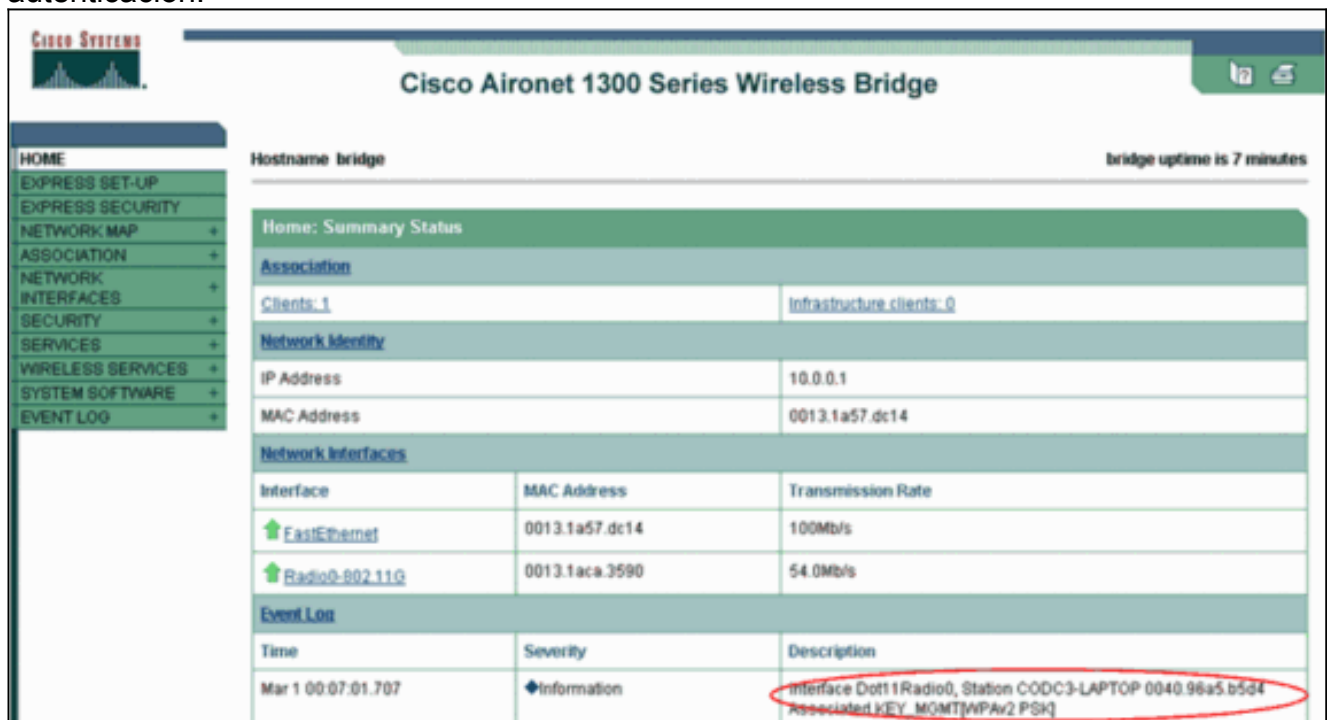 autenticación.
CISCO SYSTEMS
Cisco Aironet 1300 Series Wireless Bridge
HOME
EXPRESS SET-UP
EXPRESS SECURITY
NETWORK MAP +
ASSOCIATION +
NETWORK INTERFACES +
SECURITY +
SERVICES +
WIRELESS SERVICES +
SYSTEM SOFTWARE +
EVENT LOG +
Hostname bridge bridge uptime is 7 minutes
Home: Summary Status
Association
Clients: 1 Infrastructure clients: 0
Network Identity
IP Address 10.0.0.1
MAC Address 0013.1a57.dc14
Network Interfaces
Interface MAC Address Transmission Rate
FastEthernet 0013.1a57.dc14 100Mb/s
Radio0-802.11G 0013.1aca.3590 54.0Mb/s
Event Log
Time Severity Description
Mar 1 00:07:01.707 Information Interface Dot11Radio0, Station CODC3-LAPTOP 0040.96a5.b5d4
Associated KEY_MGMT[WPAv2 PSK]